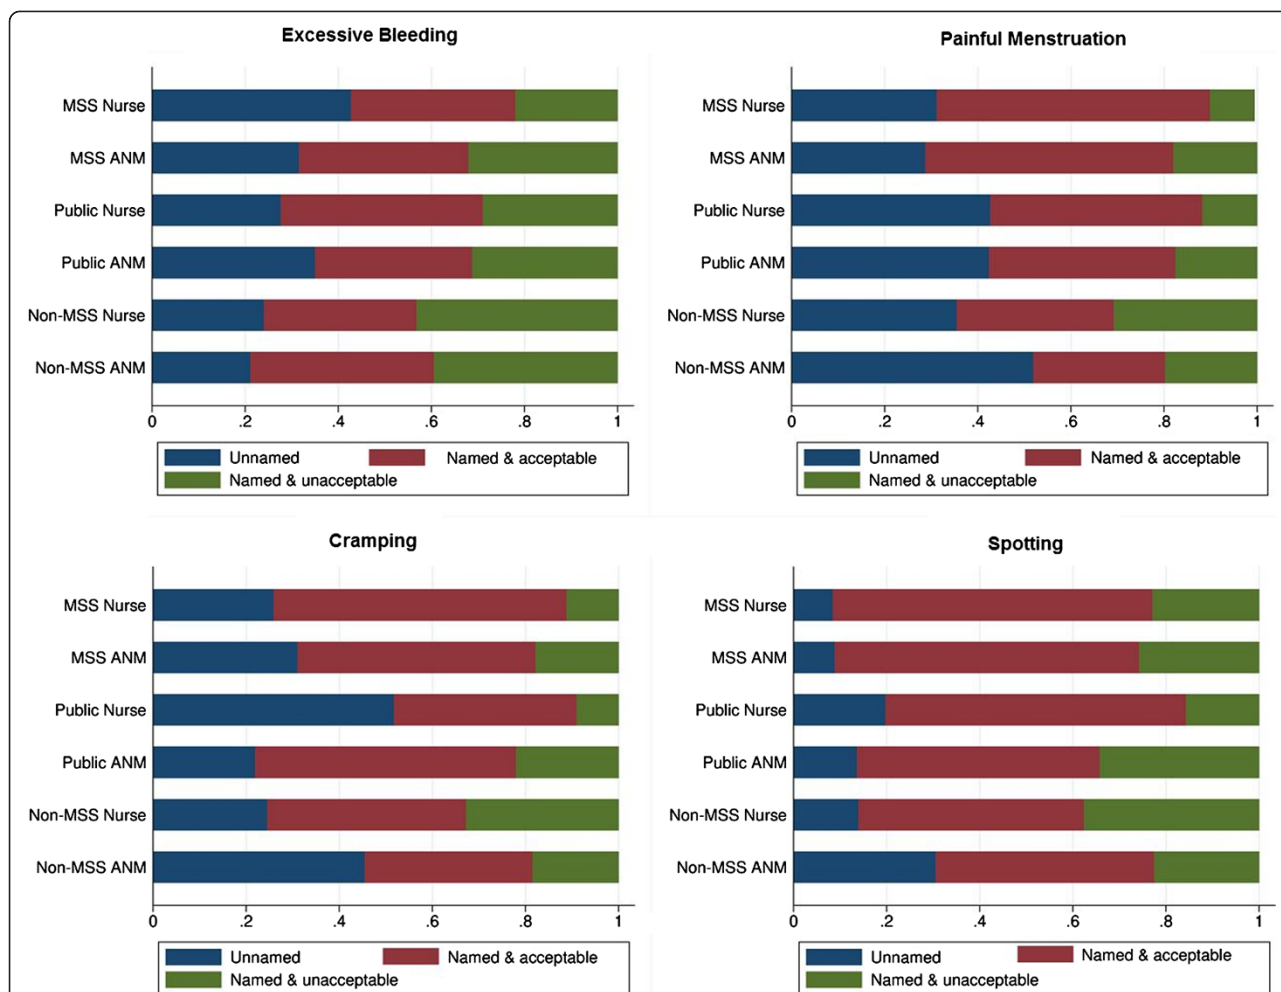 Excessive Bleeding
MSS Nurse
MSS ANM
Public Nurse
Public ANM
Non-MSS Nurse
Non-MSS ANM
0 .2 .4 .6 .8 1
Unnamed Named & acceptable
Named & unacceptable
Painful Menstruation
MSS Nurse
MSS ANM
Public Nurse
Public ANM
Non-MSS Nurse
Non-MSS ANM
0 .2 .4 .6 .8 1
Unnamed Named & acceptable
Named & unacceptable
Cramping
MSS Nurse
MSS ANM
Public Nurse
Public ANM
Non-MSS Nurse
Non-MSS ANM
0 .2 .4 .6 .8 1
Unnamed Named & acceptable
Named & unacceptable
Spotting
MSS Nurse
MSS ANM
Public Nurse
Public ANM
Non-MSS Nurse
Non-MSS ANM
0 .2 .4 .6 .8 1
Unnamed Named & acceptable
Named & unacceptable